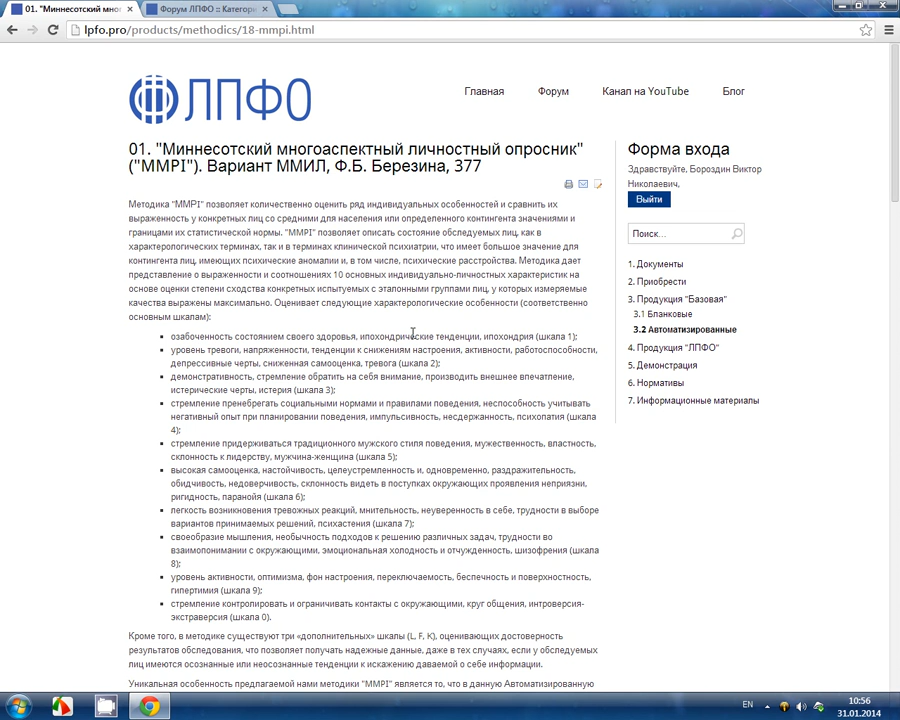 01. "Миннесотский мног
Форум ЛПФО :: Категори
lpfo.pro/products/methodics/18-mmpi.html
ЛПФО
Главная
Форум
Канал на YouTube
Блог
01. "Миннесотский многоаспектный личностный опросник"
("MMPI"). Вариант ММИЛ, Ф.Б. Березина, 377
Методика "MMPI" позволяет количественно оценить ряд индивидуальных особенностей и сравнить их
выраженность у конкретных лиц со средними для населения или определенного контингента значениями и
границами их статистической нормы. "MMPI" позволяет описать состояние обследуемых лиц, как в
характерологических терминах, так и в терминах клинической психиатрии, что имеет большое значение для
контингента лиц, имеющих психические аномалии и, в том числе, психические расстройства. Методика дает
представление о выраженности и соотношениях 10 основных индивидуально-личностных характеристик на
основе оценки степени сходства конкретных испытуемых с эталонными группами лиц, у которых измеряемые
качества выражены максимально. Оценивает следующие характерологические особенности (соответственно
основным шкалам):
озабоченность состоянием своего здоровья, ипохондрические тенденции, ипохондрия (шкала 1);
уровень тревоги, напряженности, тенденции к снижениям настроения, активности, работоспособности,
депрессивные черты, сниженная самооценка, тревога (шкала 2);
демонстративность, стремление обратить на себя внимание, производить внешнее впечатление,
истерические черты, истерия (шкала 3);
стремление пренебрегать социальными нормами и правилами поведения, неспособность учитывать
негативный опыт при планировании поведения, импульсивность, несдержанность, психопатия (шкала
4);
стремление придерживаться традиционного мужского стиля поведения, мужественность, властность,
склонность к лидерству, мужчина-женщина (шкала 5);
высокая самооценка, настойчивость, целеустремленность и, одновременно, раздражительность,
обидчивость, недоверчивость, склонность видеть в поступках окружающих проявления неприязни,
ригидность, паранойя (шкала 6);
легкость возникновения тревожных реакций, мнительность, неуверенность в себе, трудности в выборе
вариантов принимаемых решений, психастения (шкала 7);
своеобразие мышления, необычность подходов к решению различных задач, трудности во
взаимопонимании с окружающими, эмоциональная холодность и отчужденность, шизофрения (шкала
8);
уровень активности, оптимизма, фон настроения, переключаемость, беспечность и поверхностность,
гипертимия (шкала 9);
стремление контролировать и ограничивать контакты с окружающими, круг общения, интроверсия-
экстраверсия (шкала 0).
Кроме того, в методике существуют три «дополнительных» шкалы (L, F, K), оценивающих достоверность
результатов обследования, что позволяет получать надежные данные, даже в тех случаях, если у обследуемых
лиц имеются осознанные или неосознанные тенденции к искажению даваемой о себе информации.
Уникальная особенность предлагаемой нами методики "MMPI" является то, что в данную Автоматизированную
Форма входа
Здравствуйте, Бороздин Виктор
Николаевич,
Выйти
Поиск...
1. Документы
2. Приобрести
3. Продукция "Базовая"
3.1 Бланковые
3.2 Автоматизированные
4. Продукция "ЛПФО"
5. Демонстрация
6. Нормативы
7. Информационные материалы
EN
10:56
31.01.2014